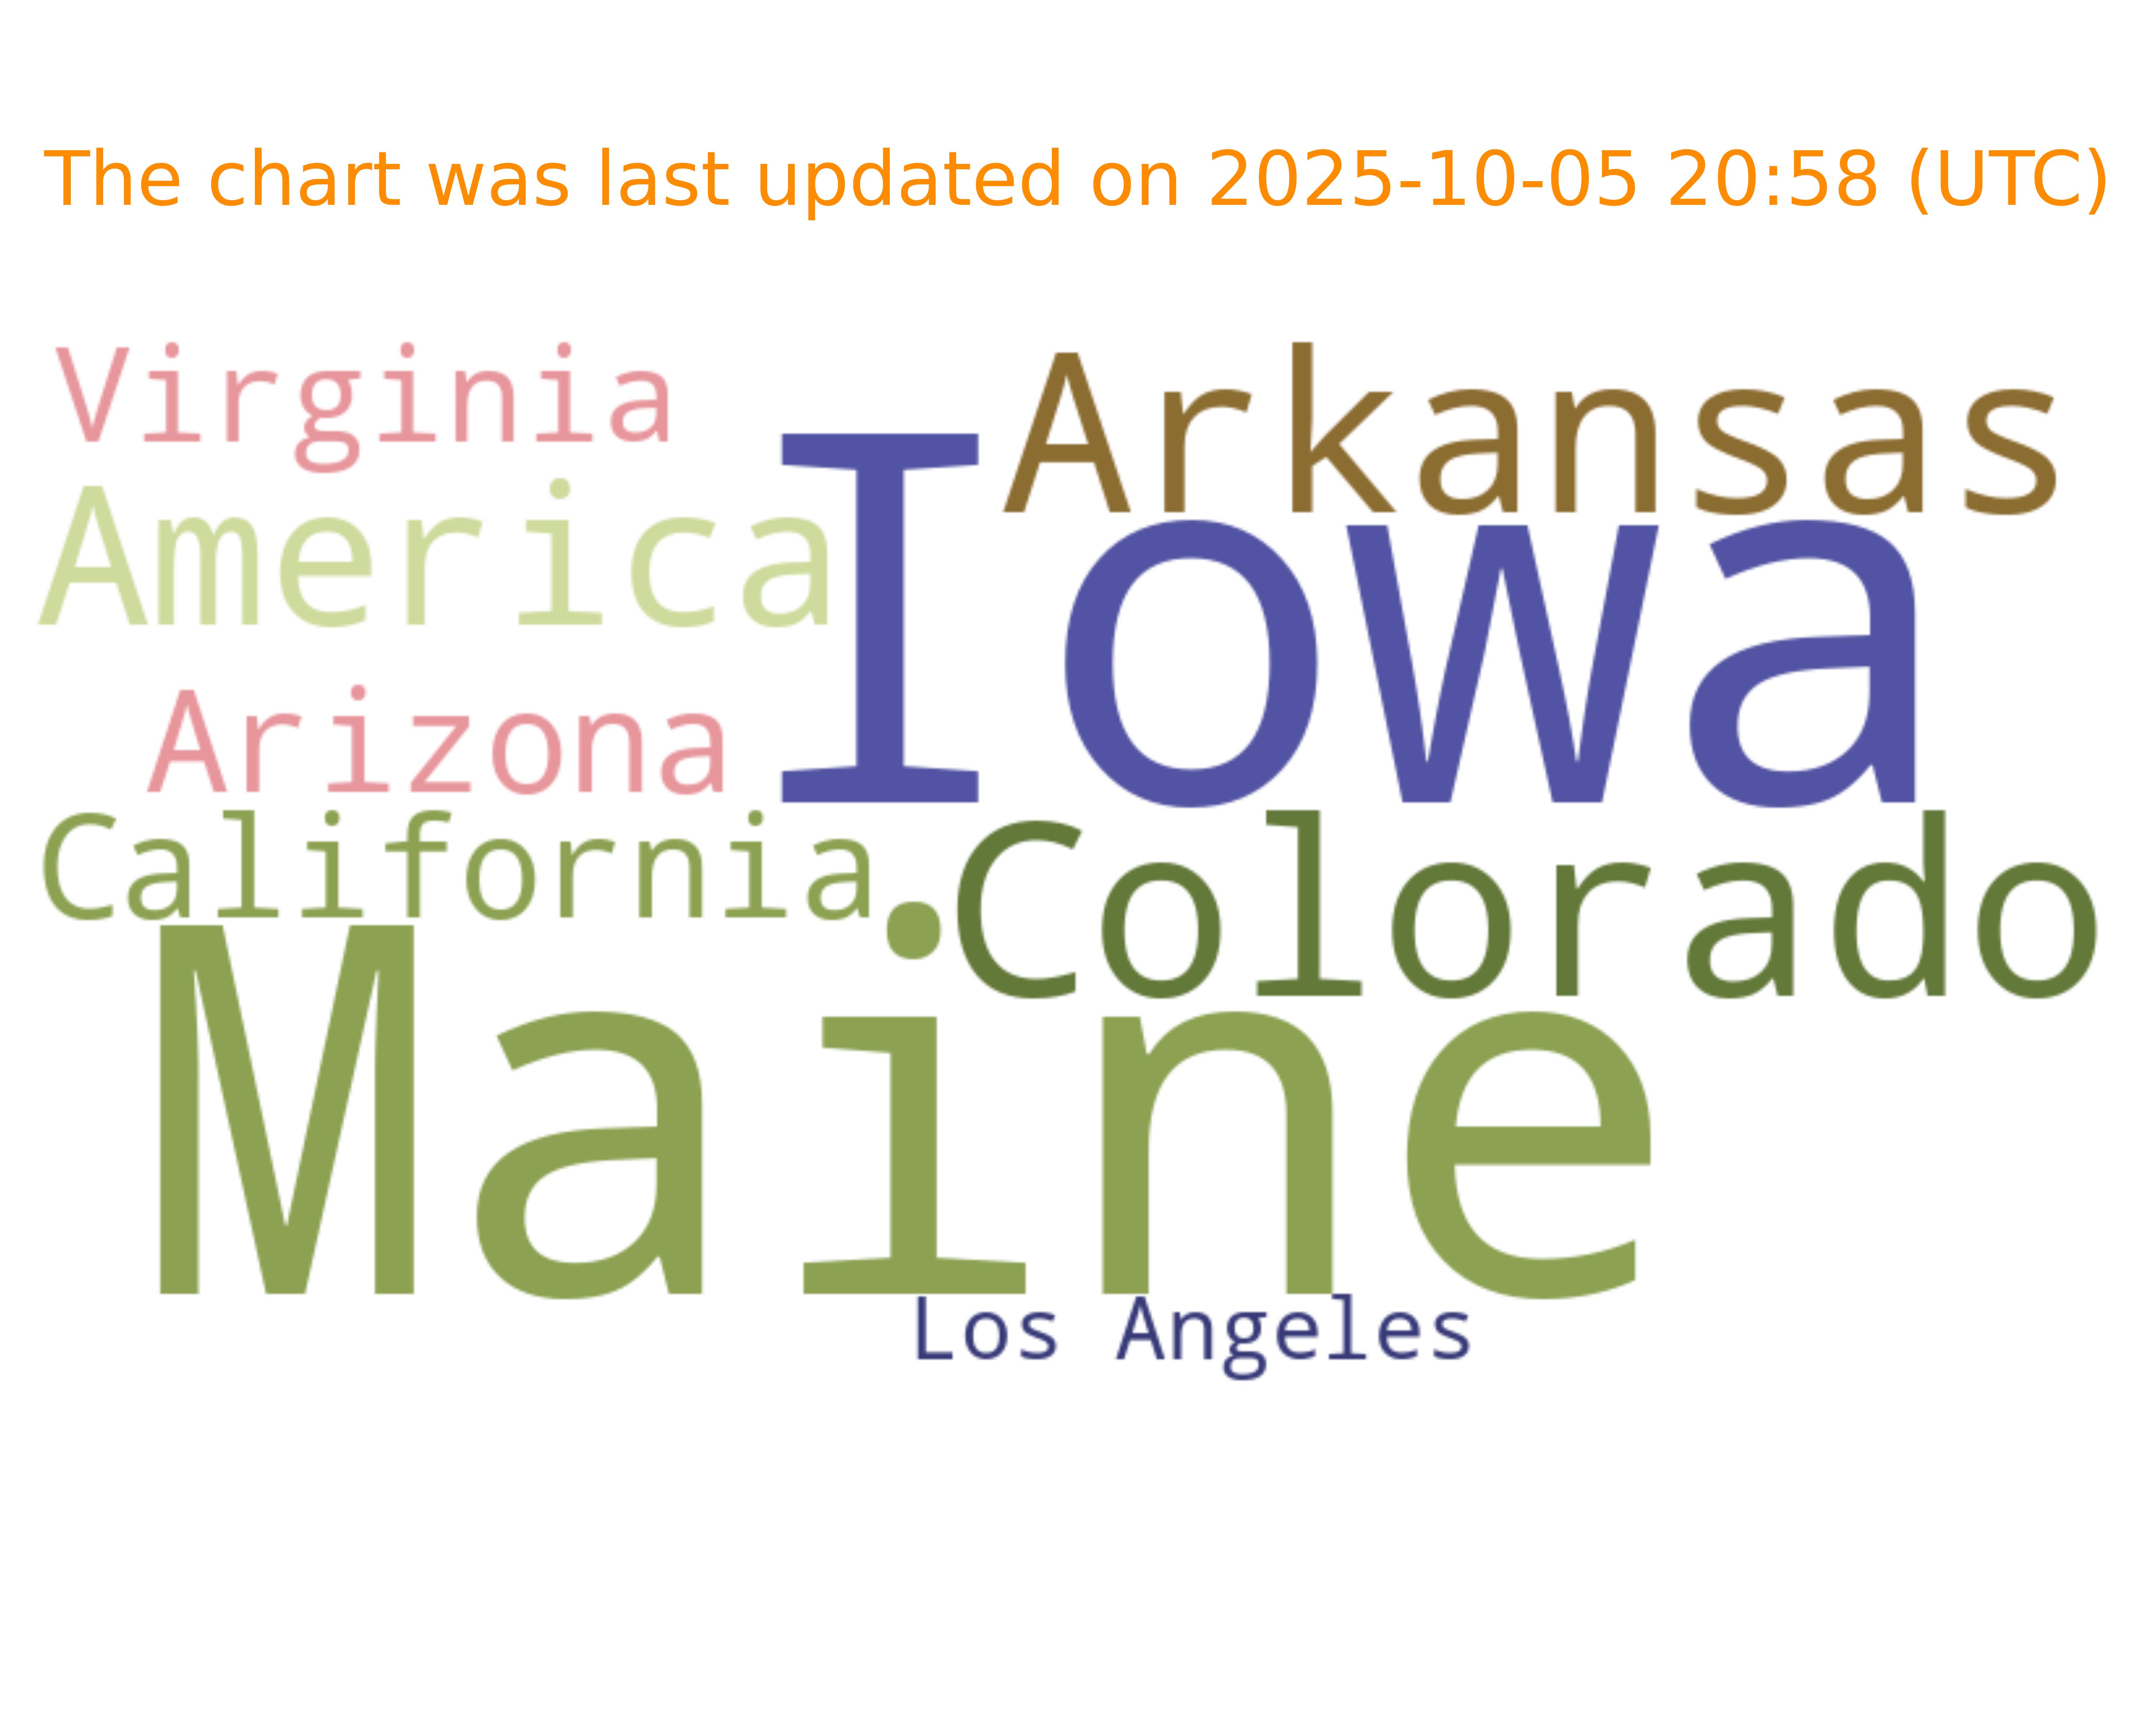 The chart was last updated on 2025-10-05 20:58 (UTC)
Virginia
Arkansas
America
Iowa
Arizona
California
Colorado
Maine
Los Angeles